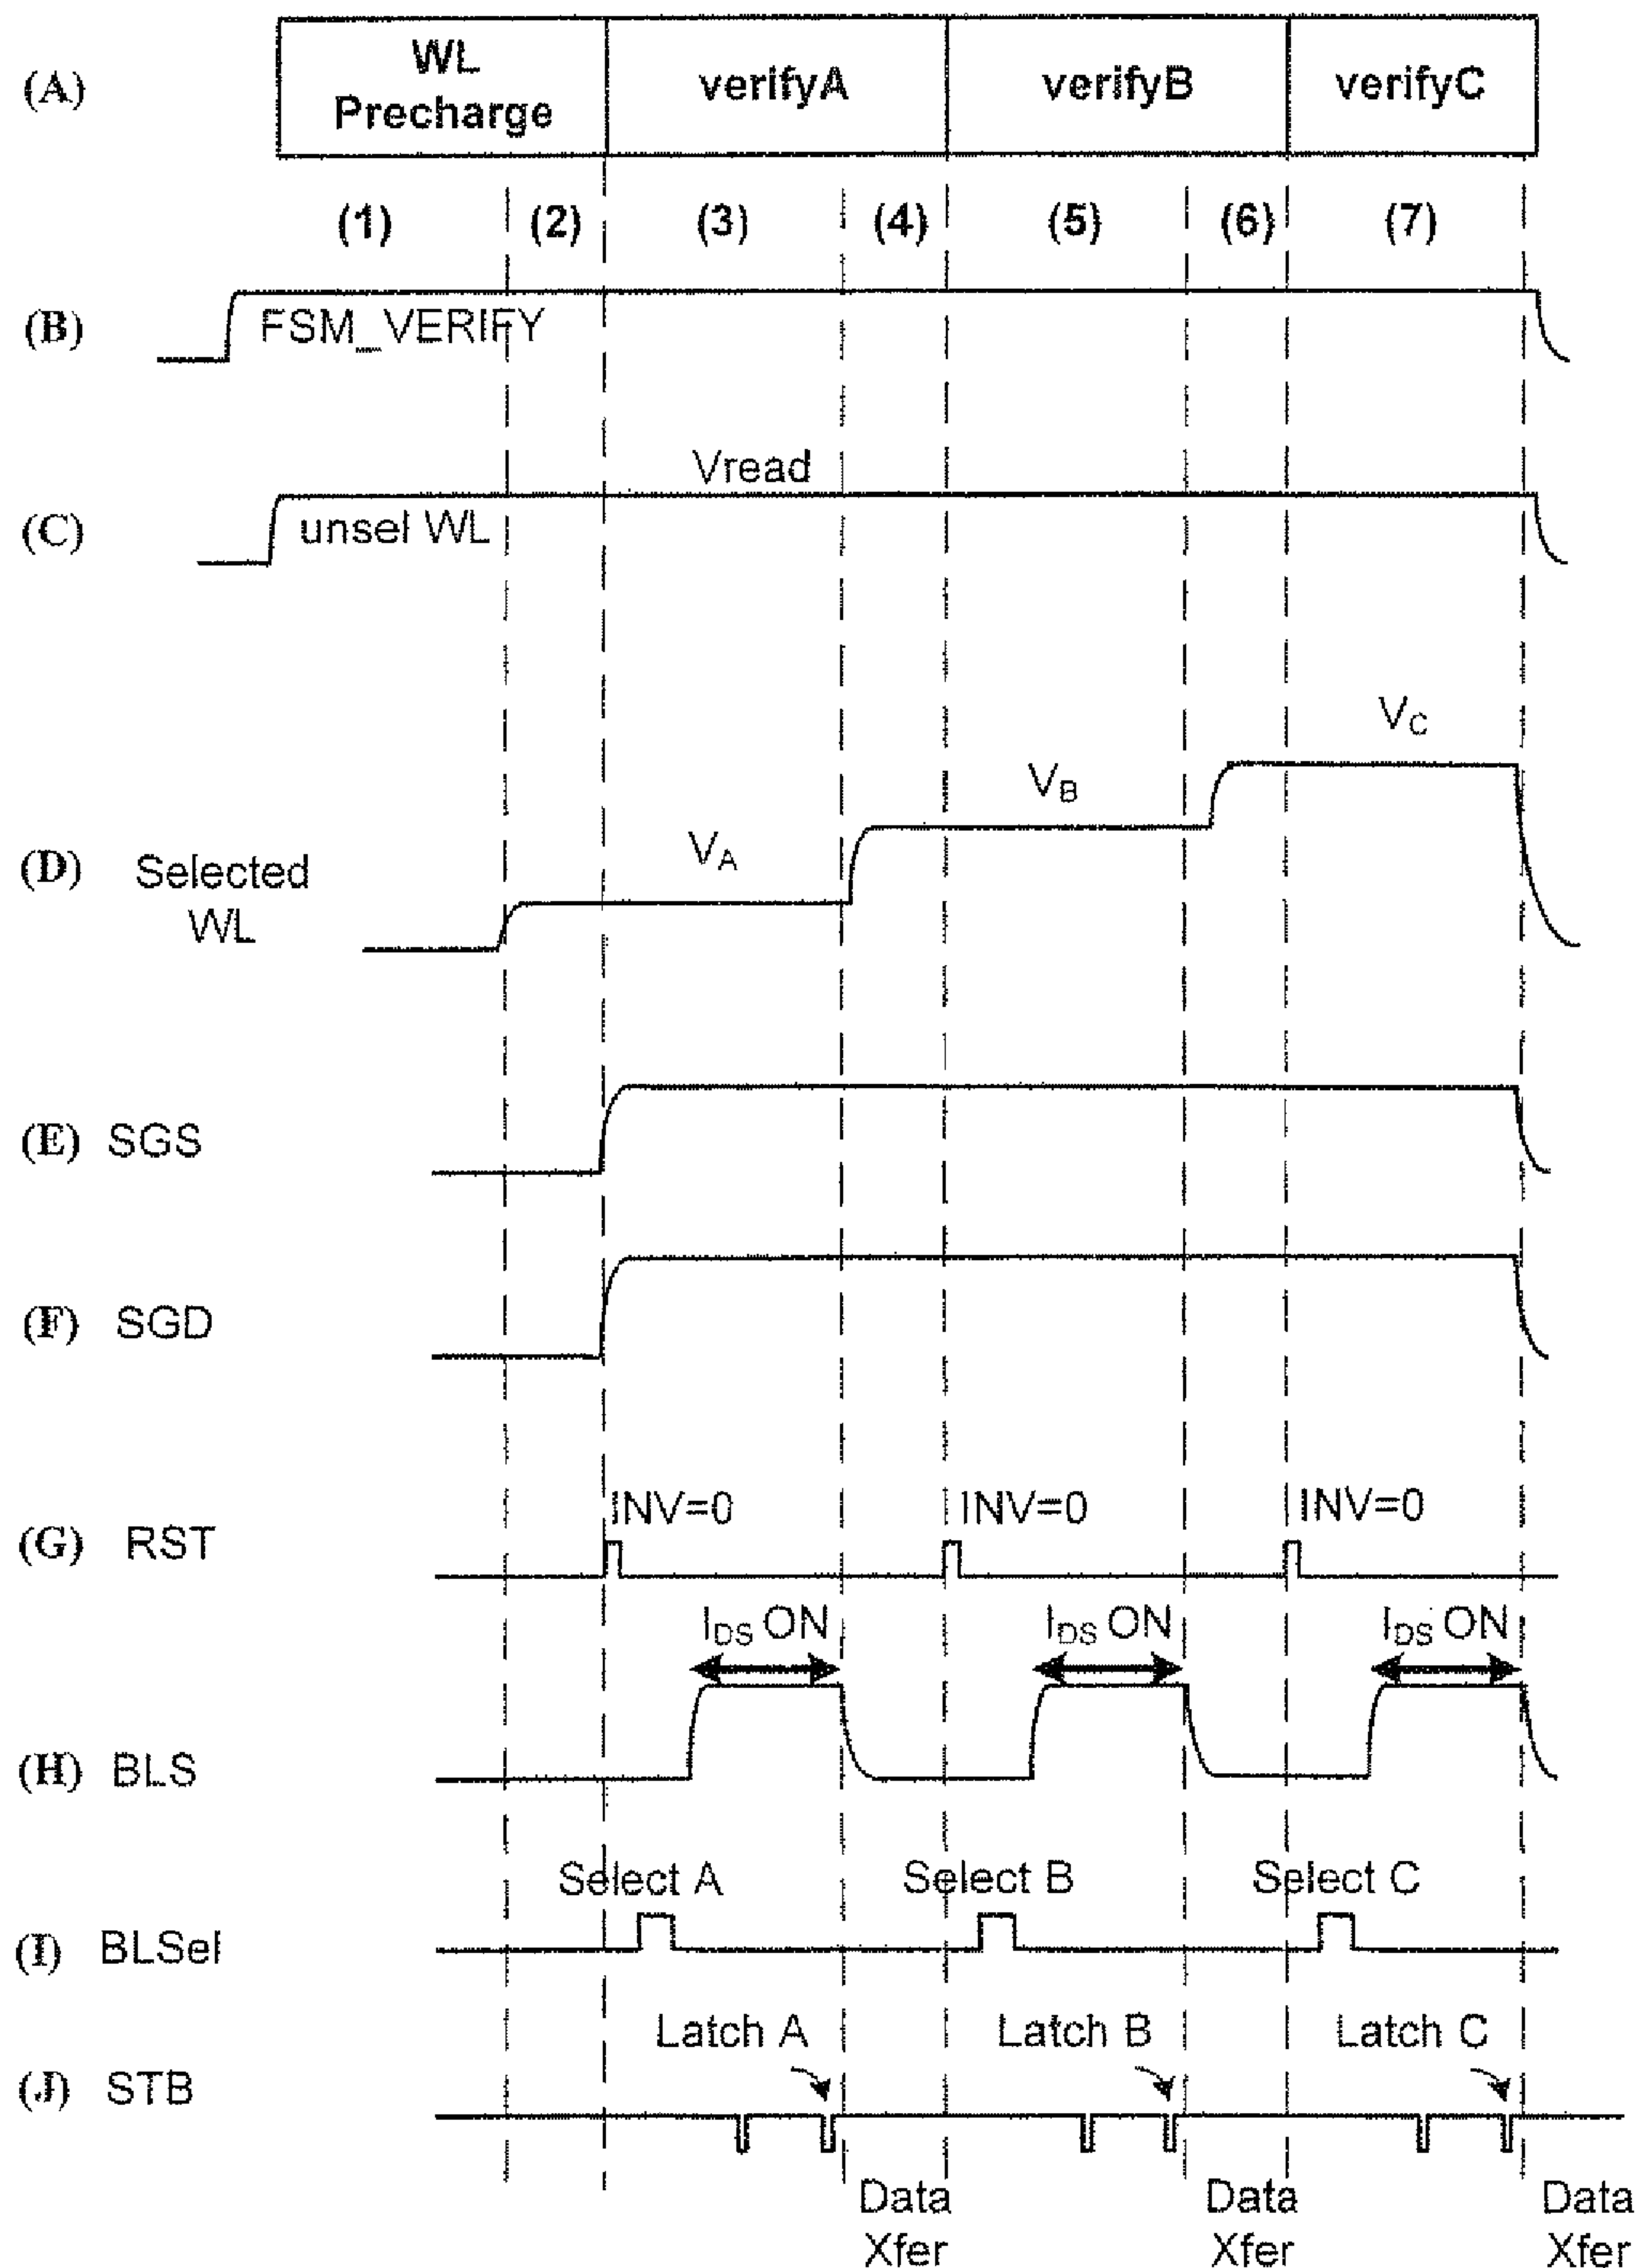 (A)
WL
Precharge
verifyA
verifyB
verifyC
(1)
(2)
(3)
(4)
(5)
(6)
(7)
(B)
FSM_VERIFY
Vread
(C)
unsel WL
VC
VB
VA
(D)
Selected
WL
(E) SGS
(F) SGD
INV=0
INV=0
INV=0
(G) RST
IDS ON
IDS ON
IDS ON
(H) BLS
Select A
Select B
Select C
(I) BLSel
Latch A
Latch B
Latch C
(J) STB
Data
Xfer
Data
Xfer
Data
Xfer